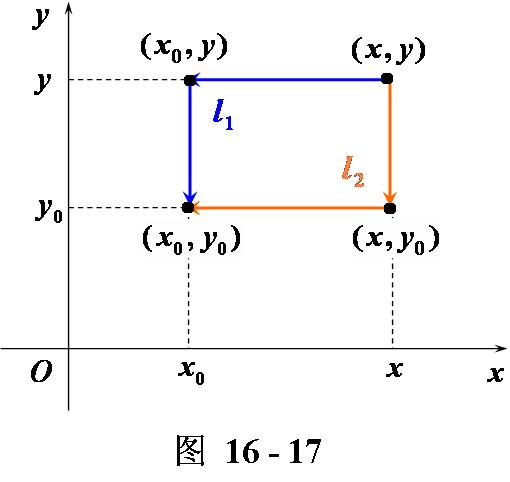 y
(x₀, y) (x, y)
y
l₁
l₂
y₀
(x₀, y₀) (x, y₀)
O x₀ x x
图 16 - 17